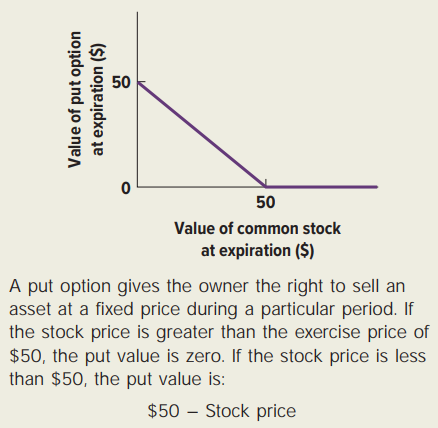 Value of put option
at expiration ($)
50
0
50
Value of common stock
at expiration ($)
A put option gives the owner the right to sell an
asset at a fixed price during a particular period. If
the stock price is greater than the exercise price of
$50, the put value is zero. If the stock price is less
than $50, the put value is:
$50 – Stock price